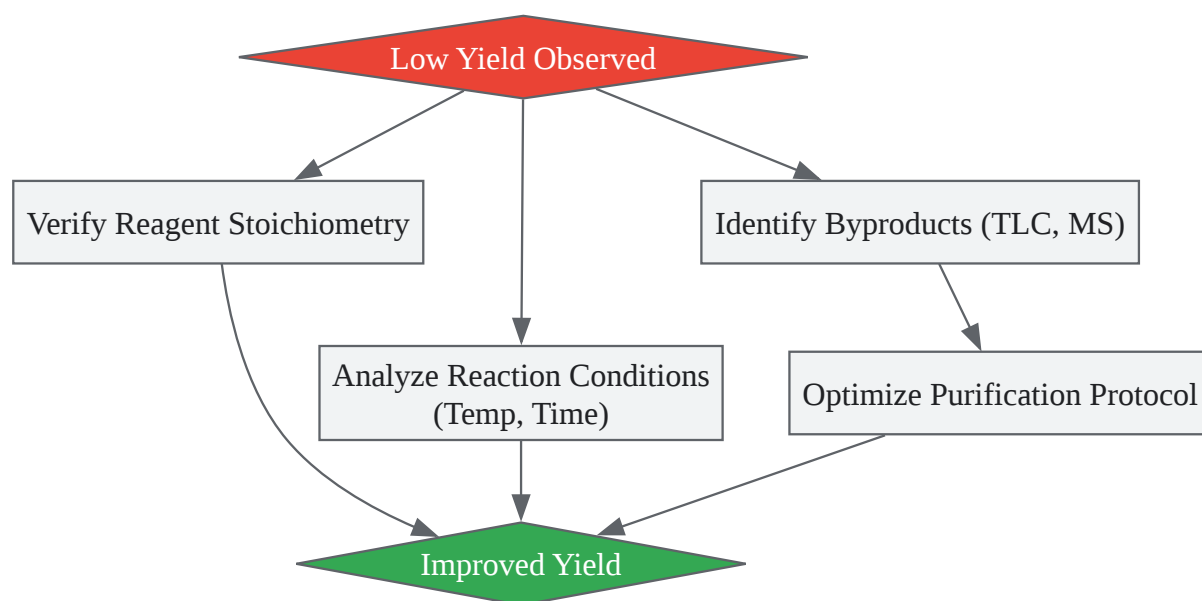 Low Yield Observed
Verify Reagent Stoichiometry
Identify Byproducts (TLC, MS)
Analyze Reaction Conditions
(Temp, Time)
Optimize Purification Protocol
Improved Yield